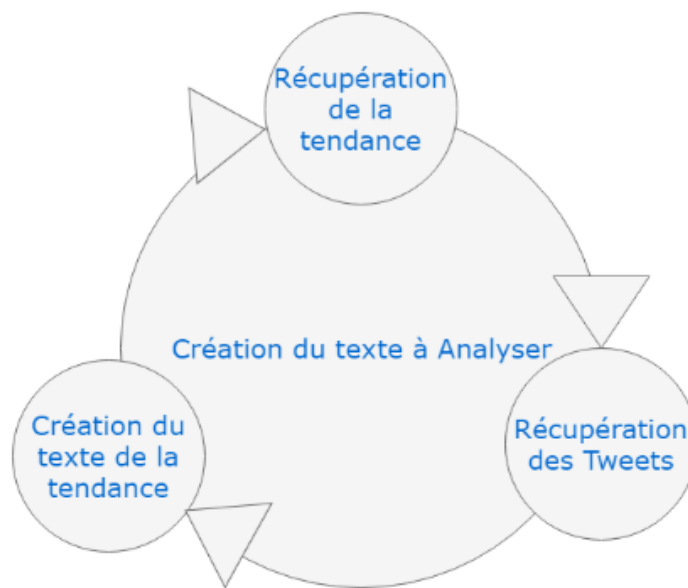 Récupération
de la
tendance
Création du texte à Analyser
Création du
texte de la
tendance
Récupération
des Tweets